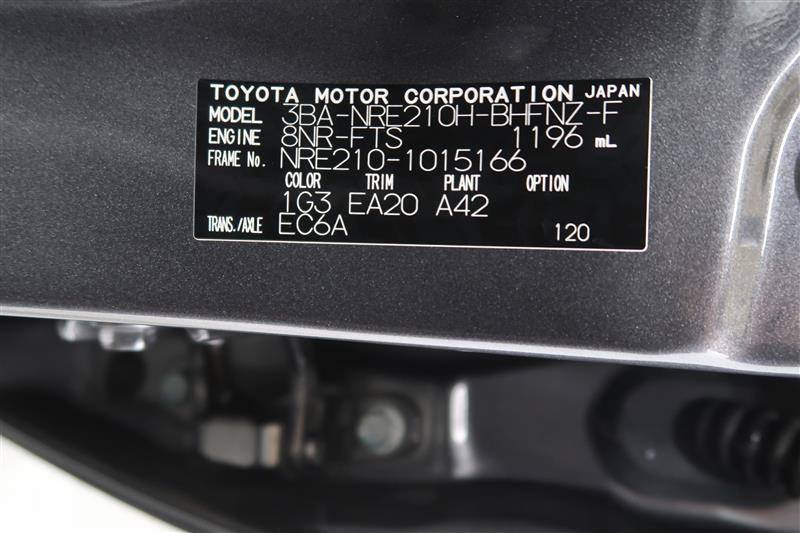 TOYOTA MOTOR CORPORATION JAPAN
MODEL 3BA-NRE210H-BHFNZ-F
ENGINE 8NR-FTS 1196 mL
FRAME No. NRE210-1015166
COLOR TRIM PLANT OPTION
1G3 EA20 A42
TRANS./AXLE EC6A 120